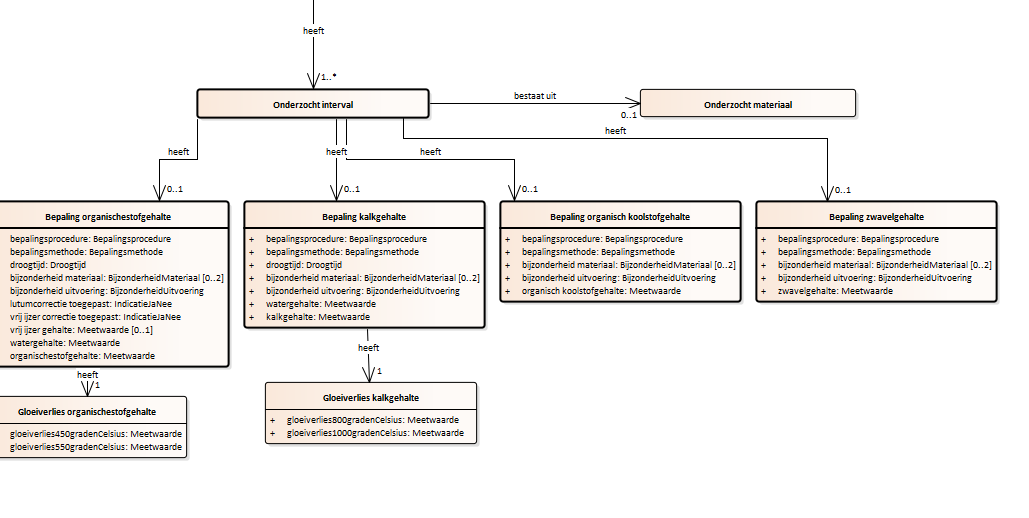 heeft
1..*
Onderzocht interval
bestaat uit
0..1
Onderzocht materiaal
heeft
heeft
heeft
heeft
0..1
0..1
0..1
0..1
Bepaling organischestofgehalte
bepalingsprocedure: Bepalingsprocedure
bepalingsmethode: Bepalingsmethode
droogtijd: Droogtijd
bijzonderheid materiaal: BijzonderheidMateriaal [0..2]
bijzonderheid uitvoering: BijzonderheidUitvoering
lutumcorrectie toegepast: IndicatieJaNee
vrij ijzer correctie toegepast: IndicatieJaNee
vrij ijzer gehalte: Meetwaarde [0..1]
watergehalte: Meetwaarde
organischestofgehalte: Meetwaarde
Bepaling kalkgehalte
+ bepalingsprocedure: Bepalingsprocedure
+ bepalingsmethode: Bepalingsmethode
+ droogtijd: Droogtijd
+ bijzonderheid materiaal: BijzonderheidMateriaal [0..2]
+ bijzonderheid uitvoering: BijzonderheidUitvoering
+ watergehalte: Meetwaarde
+ kalkgehalte: Meetwaarde
Bepaling organisch koolstofgehalte
+ bepalingsprocedure: Bepalingsprocedure
+ bepalingsmethode: Bepalingsmethode
+ bijzonderheid materiaal: BijzonderheidMateriaal [0..2]
+ bijzonderheid uitvoering: BijzonderheidUitvoering
+ organisch koolstofgehalte: Meetwaarde
Bepaling zwavelgehalte
+ bepalingsprocedure: Bepalingsprocedure
+ bepalingsmethode: Bepalingsmethode
+ bijzonderheid materiaal: BijzonderheidMateriaal [0..2]
+ bijzonderheid uitvoering: BijzonderheidUitvoering
+ zwavelgehalte: Meetwaarde
heeft
1
Gloeiverlies organischestofgehalte
gloeiverlies450gradenCelsius: Meetwaarde
gloeiverlies550gradenCelsius: Meetwaarde
heeft
1
Gloeiverlies kalkgehalte
+ gloeiverlies800gradenCelsius: Meetwaarde
+ gloeiverlies1000gradenCelsius: Meetwaarde